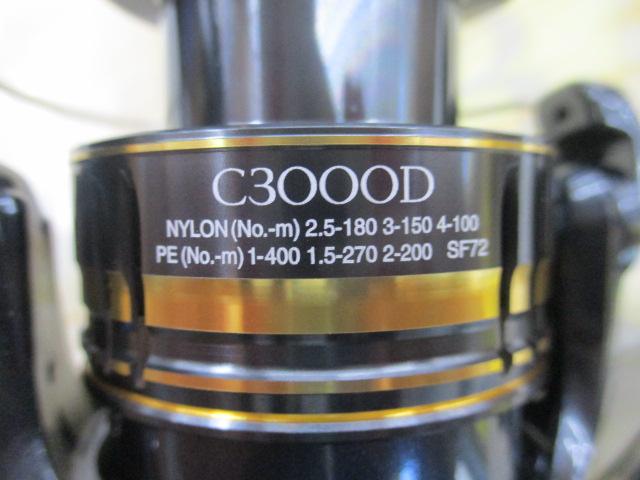 C3000D
NYLON (No.-m) 2.5-180 3-150 4-100
PE (No.-m) 1-400 1.5-270 2-200 SF72